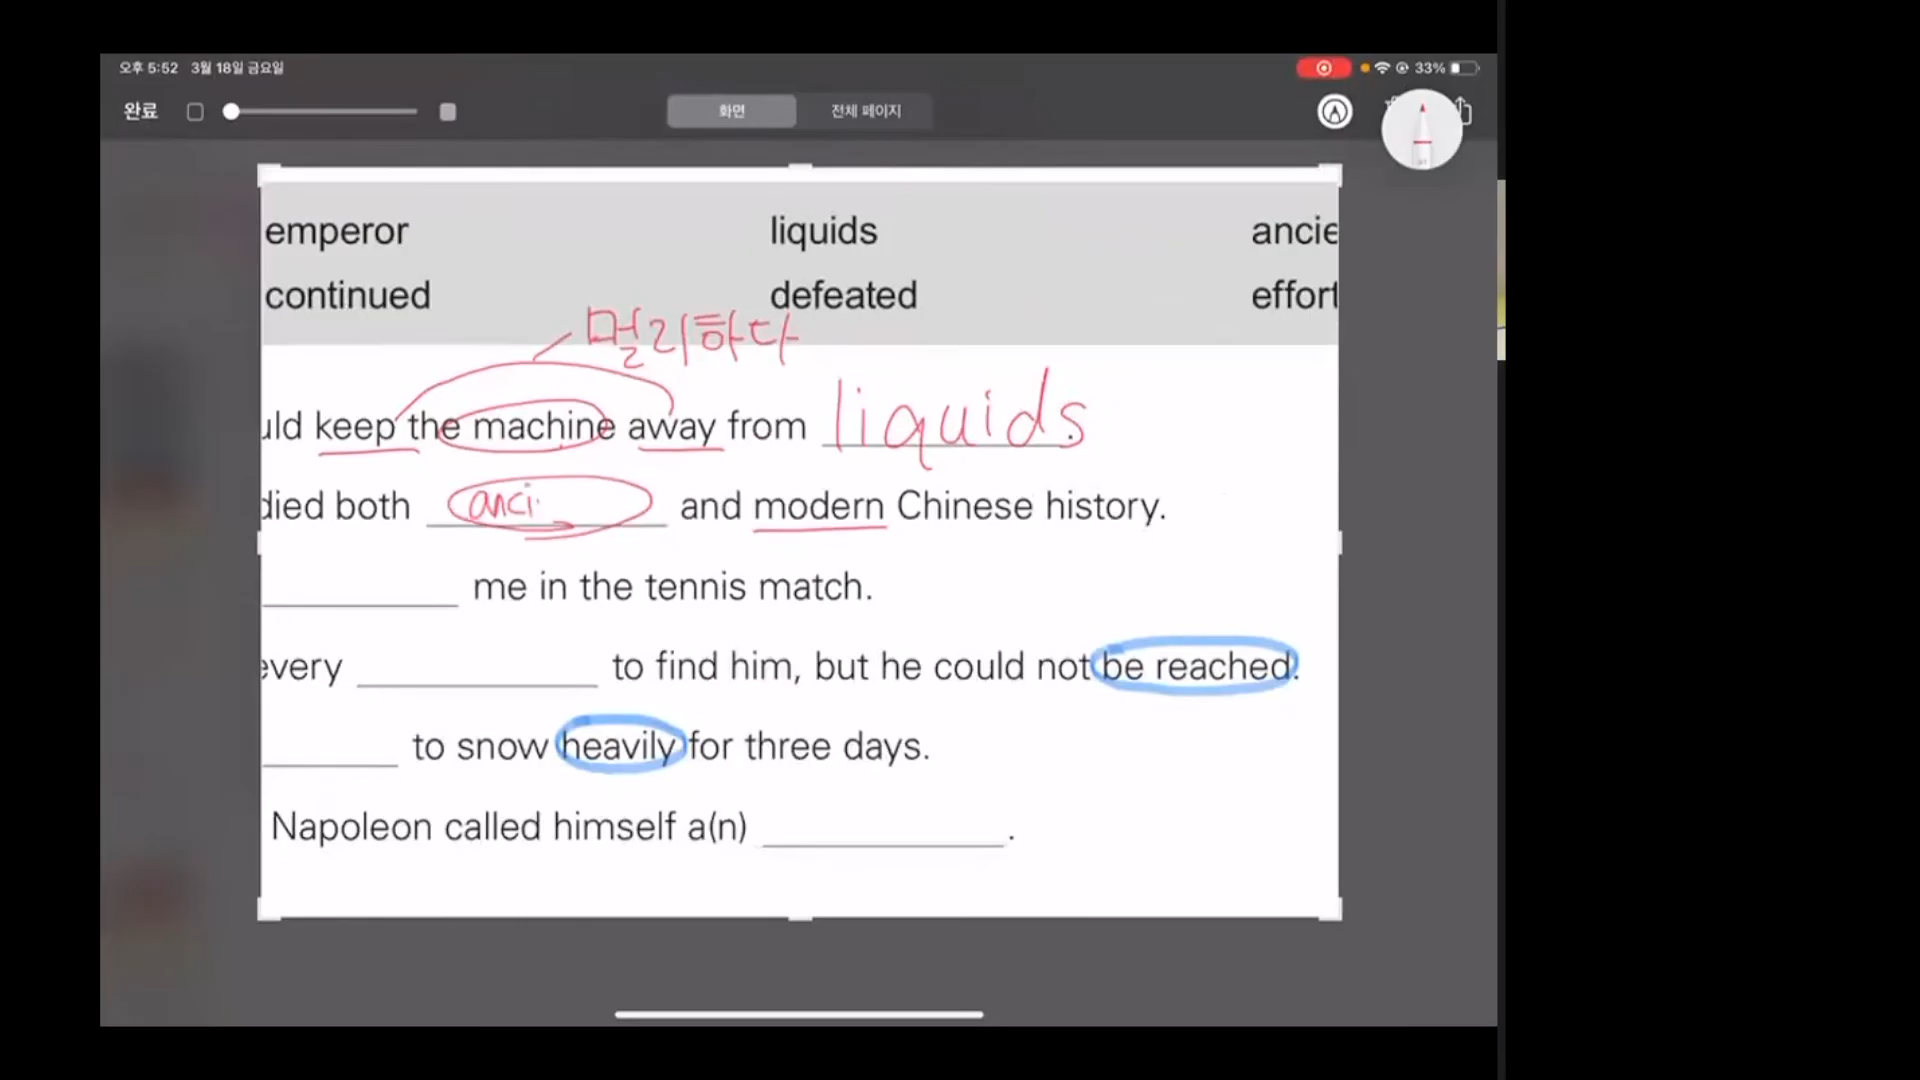 오후 5:52 3월 18일 금요일 33%
완료 화면 전체 페이지
emperor liquids ancie
continued defeated effort
멀리하다
uld keep the machine away from liquids.
died both anci and modern Chinese history.
me in the tennis match.
every to find him, but he could not be reached.
to snow heavily for three days.
Napoleon called himself a(n) .